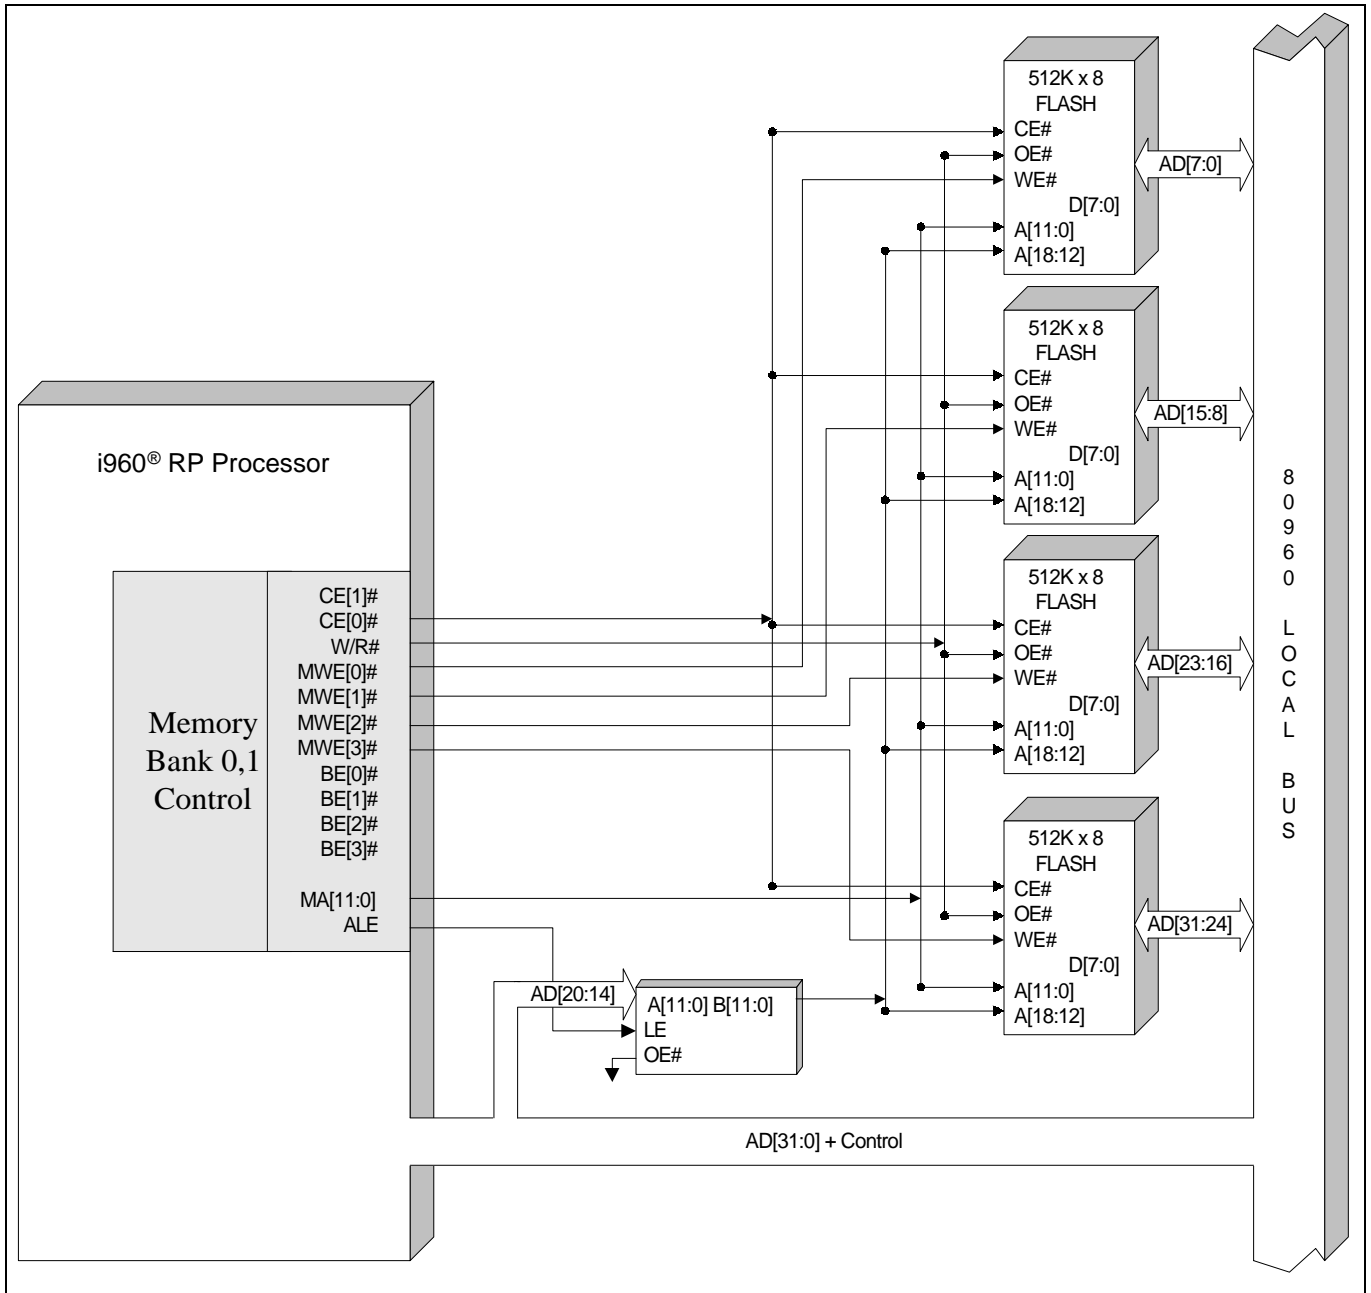 512K x 8
FLASH
CE#
OE#
WE#
D[7:0]
A[11:0]
A[18:12]
AD[7:0]
512K x 8
FLASH
CE#
OE#
WE#
D[7:0]
A[11:0]
A[18:12]
AD[15:8]
i960® RP Processor
512K x 8
FLASH
CE#
OE#
WE#
D[7:0]
A[11:0]
A[18:12]
AD[23:16]
CE[1]#
CE[0]#
W/R#
MWE[0]#
MWE[1]#
MWE[2]#
MWE[3]#
BE[0]#
BE[1]#
BE[2]#
BE[3]#
MA[11:0]
ALE
Memory
Bank 0,1
Control
512K x 8
FLASH
CE#
OE#
WE#
D[7:0]
A[11:0]
A[18:12]
AD[31:24]
80960 LOCAL BUS
AD[20:14]
A[11:0] B[11:0]
LE
OE#
AD[31:0] + Control